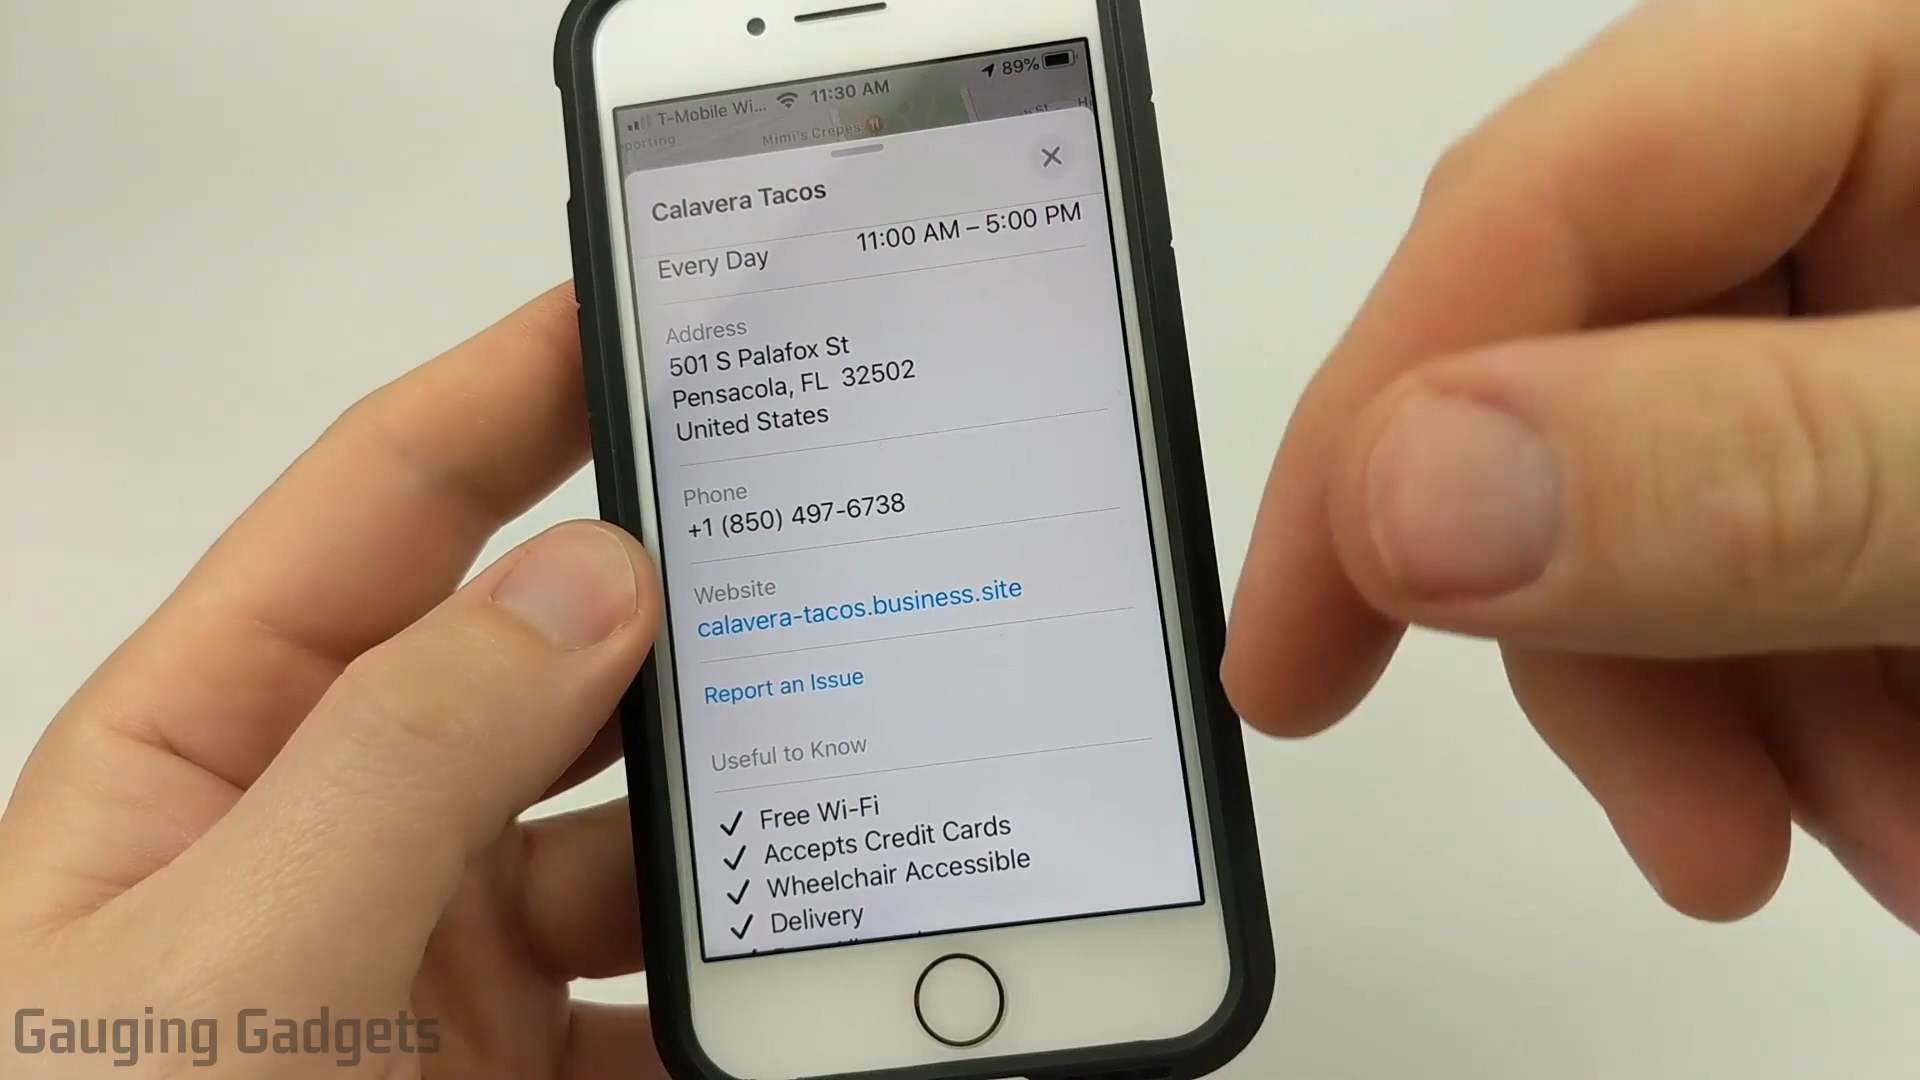 T-Mobile Wi... 11:30 AM 89%
porting
Mimi's Crepes
St
H
Calavera Tacos
Every Day 11:00 AM – 5:00 PM
Address
501 S Palafox St
Pensacola, FL 32502
United States
Phone
+1 (850) 497-6738
Website
calavera-tacos.business.site
Report an Issue
Useful to Know
✓ Free Wi-Fi
✓ Accepts Credit Cards
✓ Wheelchair Accessible
✓ Delivery
Gauging Gadgets